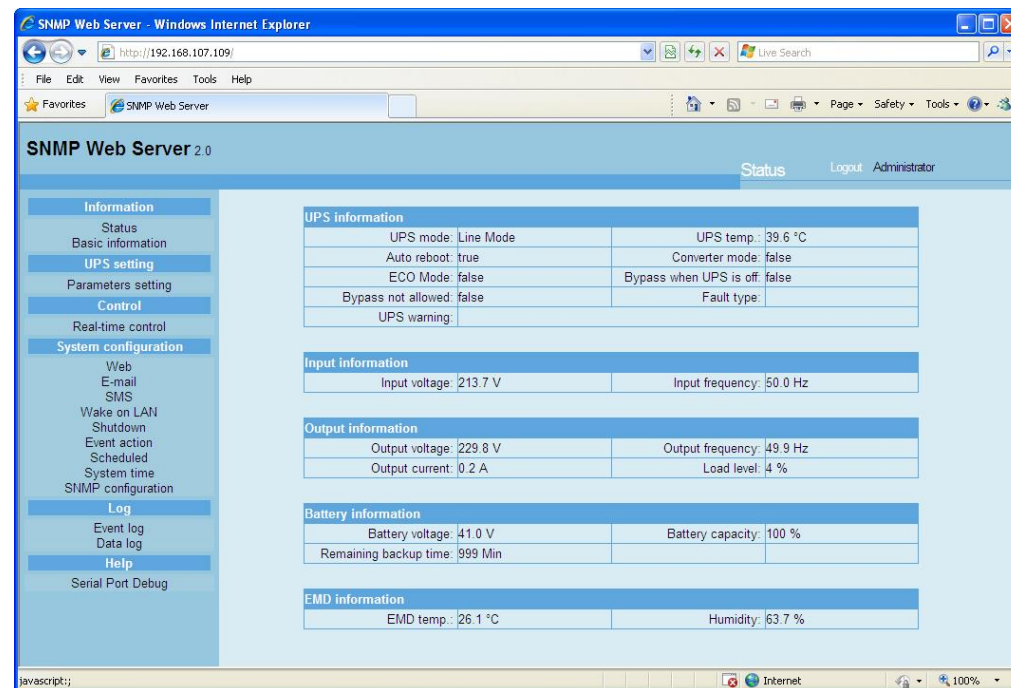 SNMP Web Server - Windows Internet Explorer
http://192.168.107.109/
Live Search
File Edit View Favorites Tools Help
Favorites SNMP Web Server
Page Safety Tools
SNMP Web Server 2.0
Status Logout Administrator
Information
Status
Basic information
UPS setting
Parameters setting
Control
Real-time control
System configuration
Web
E-mail
SMS
Wake on LAN
Shutdown
Event action
Scheduled
System time
SNMP configuration
Log
Event log
Data log
Help
Serial Port Debug
UPS information
UPS mode: Line Mode UPS temp.: 39.6 °C
Auto reboot: true Converter mode: false
ECO Mode: false Bypass when UPS is off: false
Bypass not allowed: false Fault type:
UPS warning:
Input information
Input voltage: 213.7 V Input frequency: 50.0 Hz
Output information
Output voltage: 229.8 V Output frequency: 49.9 Hz
Output current: 0.2 A Load level: 4 %
Battery information
Battery voltage: 41.0 V Battery capacity: 100 %
Remaining backup time: 999 Min
EMD information
EMD temp.: 26.1 °C Humidity: 63.7 %
javascript:; Internet 100%